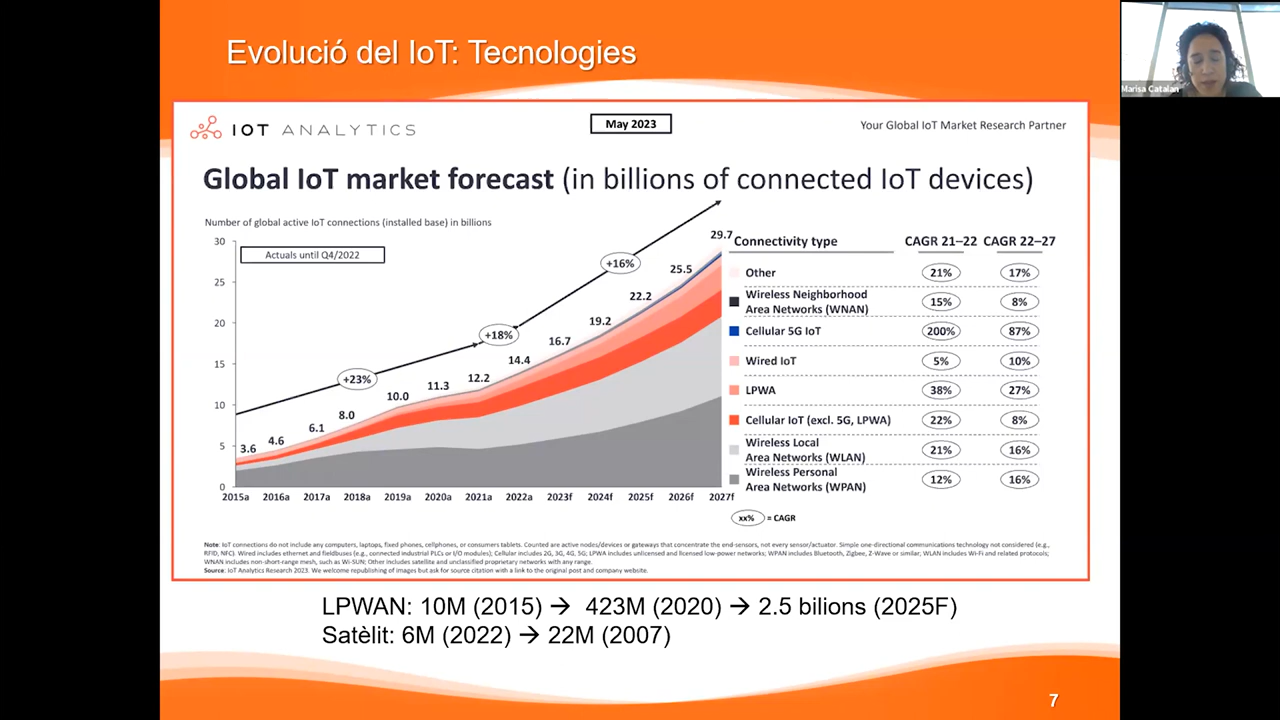 Evolució del IoT: Tecnologies
Marisa Catalan
IOT ANALYTICS
May 2023
Your Global IoT Market Research Partner
Global IoT market forecast (in billions of connected IoT devices)
Number of global active IoT connections (installed base) in billions
Actuals until Q4/2022
30
25
20
15
10
5
0
+23%
+18%
+16%
3.6
4.6
6.1
8.0
10.0
11.3
12.2
14.4
16.7
19.2
22.2
25.5
29.7
2015a 2016a 2017a 2018a 2019a 2020a 2021a 2022a 2023f 2024f 2025f 2026f 2027f
Connectivity type CAGR 21–22 CAGR 22–27
Other 21% 17%
Wireless Neighborhood
Area Networks (WNAN) 15% 8%
Cellular 5G IoT 200% 87%
Wired IoT 5% 10%
LPWA 38% 27%
Cellular IoT (excl. 5G, LPWA) 22% 8%
Wireless Local
Area Networks (WLAN) 21% 16%
Wireless Personal
Area Networks (WPAN) 12% 16%
xx% = CAGR
Note: IoT connections do not include any computers, laptops, fixed phones, cellphones, or consumers tablets. Counted are active nodes/devices or gateways that concentrate the end-sensors, not every sensor/actuator. Simple one-directional communications technology not considered (e.g.,
RFID, NFC). Wired includes ethernet and fieldbuses (e.g., connected industrial PLCs or I/O modules); Cellular includes 2G, 3G, 4G, 5G; LPWA includes unlicensed and licensed low-power networks; WPAN includes Bluetooth, Zigbee, Z-Wave or similar, WLAN includes Wi-Fi and related protocols;
WNAN includes non-short-range mesh, such as Wi-SUN; Other includes satellite and unclassified proprietary networks with any range.
Source: IoT Analytics Research 2023. We welcome republishing of images but ask for source citation with a link to the original post and company website.
LPWAN: 10M (2015) → 423M (2020) → 2.5 bilions (2025F)
Satèlit: 6M (2022) → 22M (2007)
7